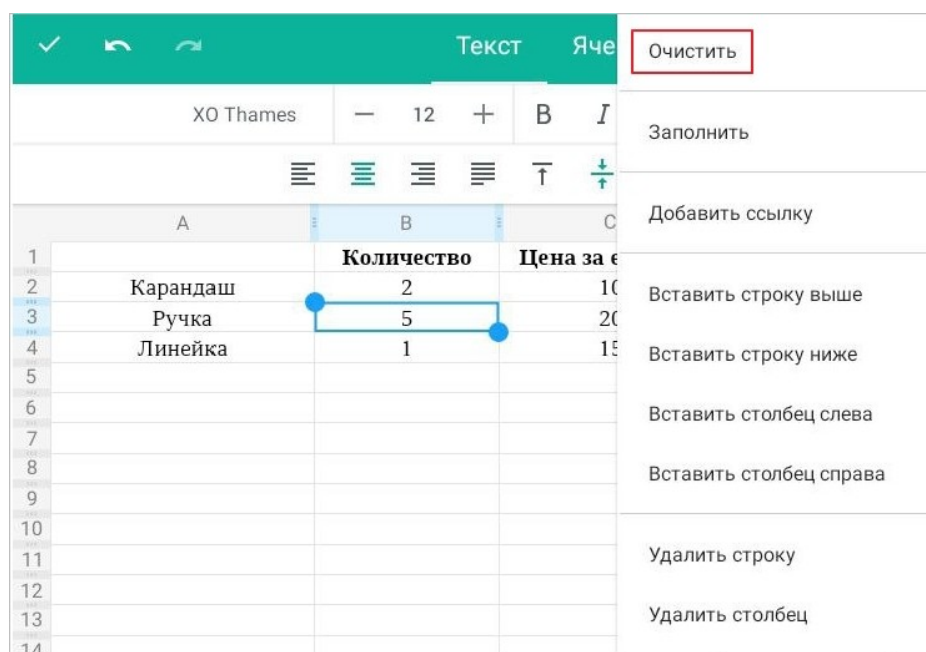 Текст Яче
XO Thames — 12 + B I
A B C
1 Количество Цена за е
2 Карандаш 2 10
3 Ручка 5 20
4 Линейка 1 15
5
6
7
8
9
10
11
12
13
14
Очистить
Заполнить
Добавить ссылку
Вставить строку выше
Вставить строку ниже
Вставить столбец слева
Вставить столбец справа
Удалить строку
Удалить столбец